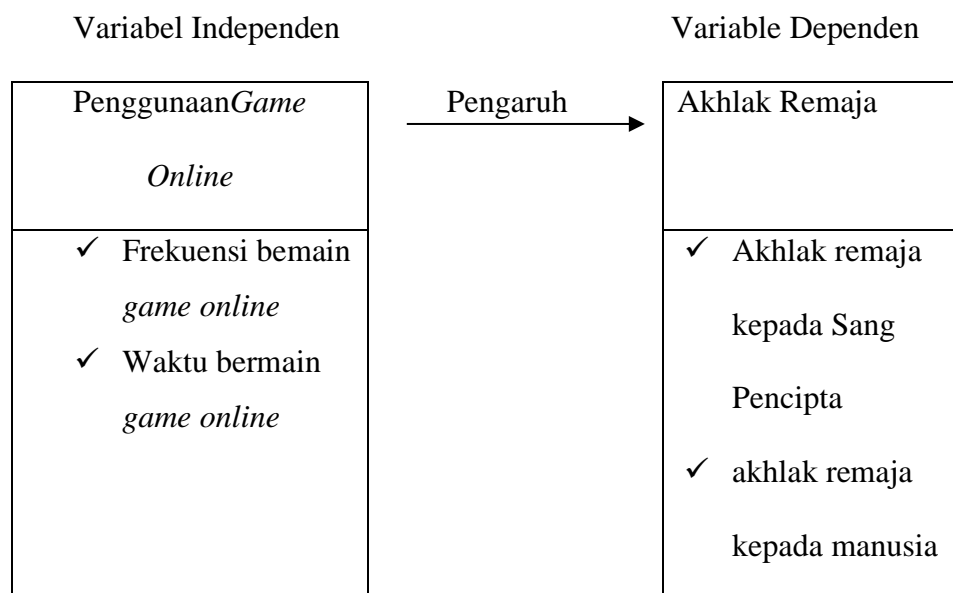 Variabel Independen
Variable Dependen
PenggunaanGame
Online
Pengaruh
Akhlak Remaja
✓ Frekuensi bemain
game online
✓ Waktu bermain
game online
✓ Akhlak remaja
kepada Sang
Pencipta
✓ akhlak remaja
kepada manusia